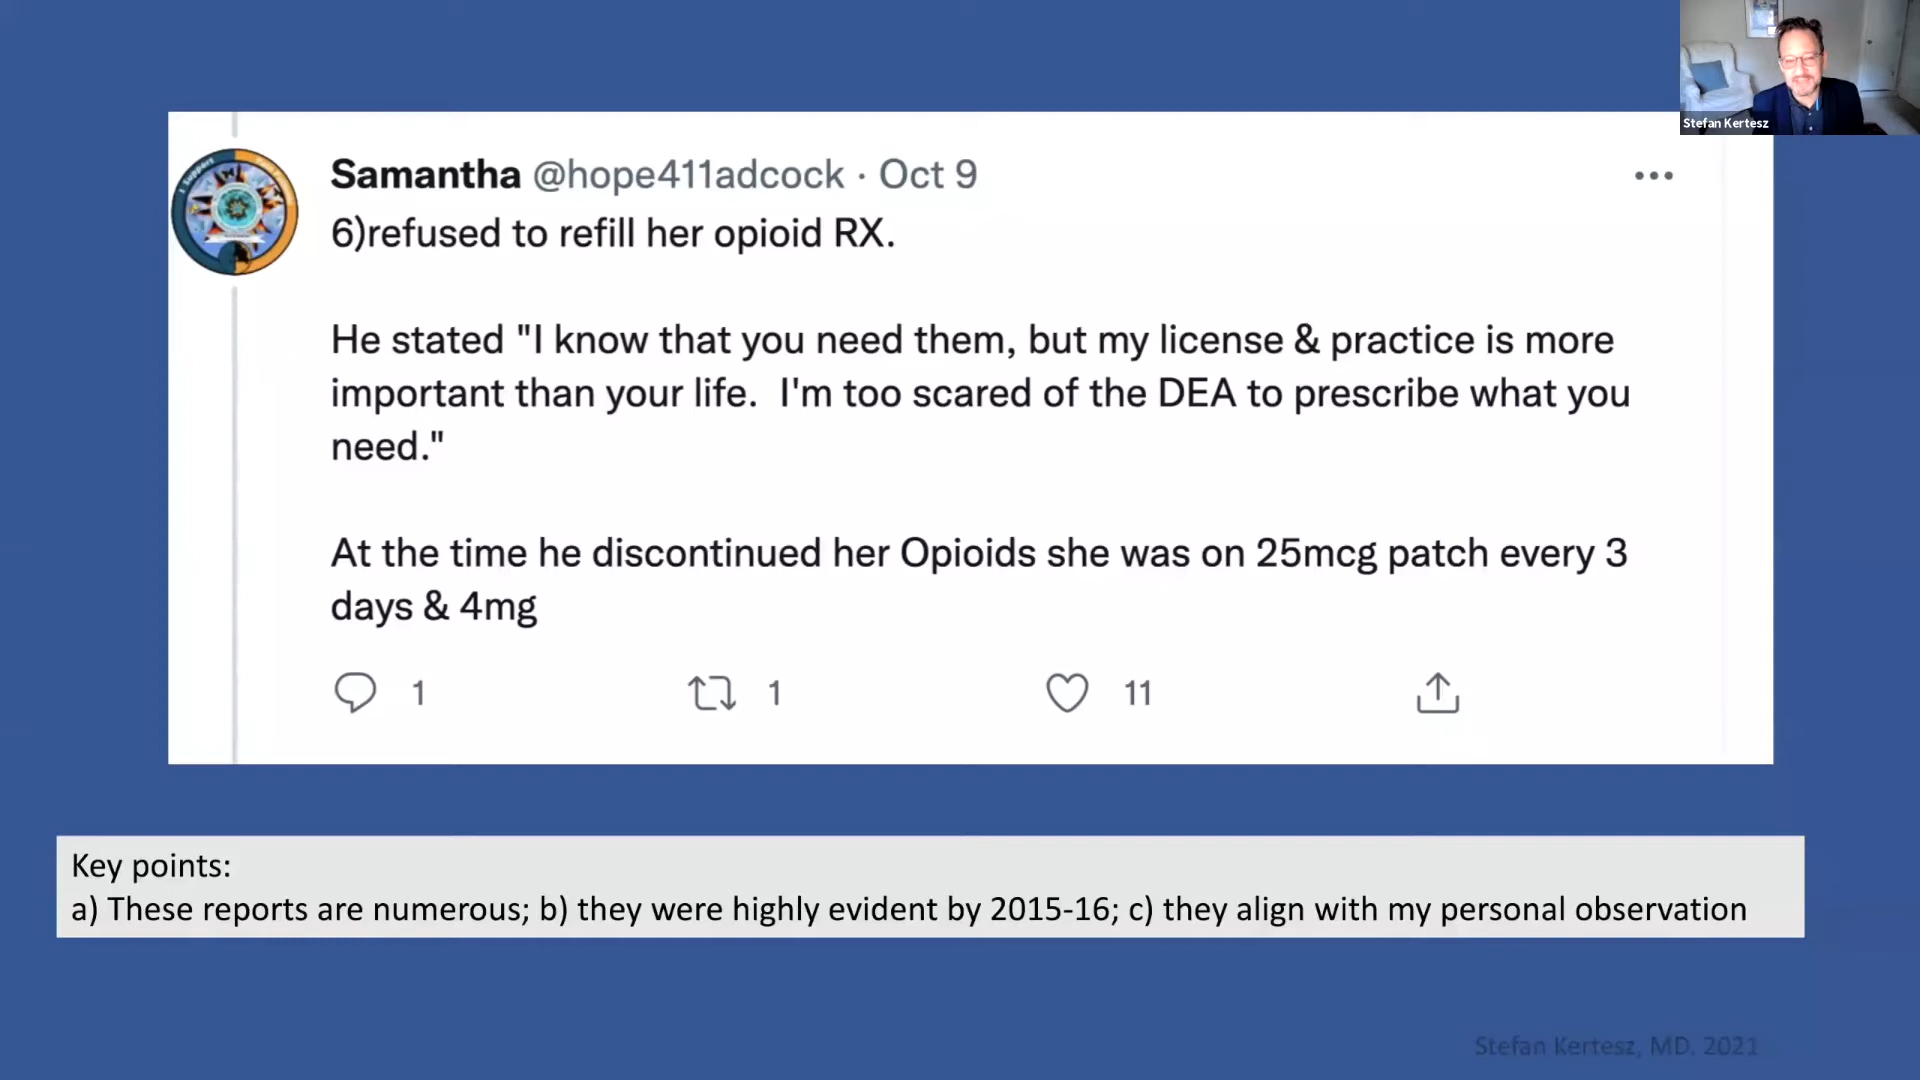 Stefan Kertesz
Samantha @hope411adcock · Oct 9
6)refused to refill her opioid RX.
He stated "I know that you need them, but my license & practice is more
important than your life.  I'm too scared of the DEA to prescribe what you
need."
At the time he discontinued her Opioids she was on 25mcg patch every 3
days & 4mg
1 1 11
Key points:
a) These reports are numerous; b) they were highly evident by 2015-16; c) they align with my personal observation
Stefan Kertesz, MD. 2021